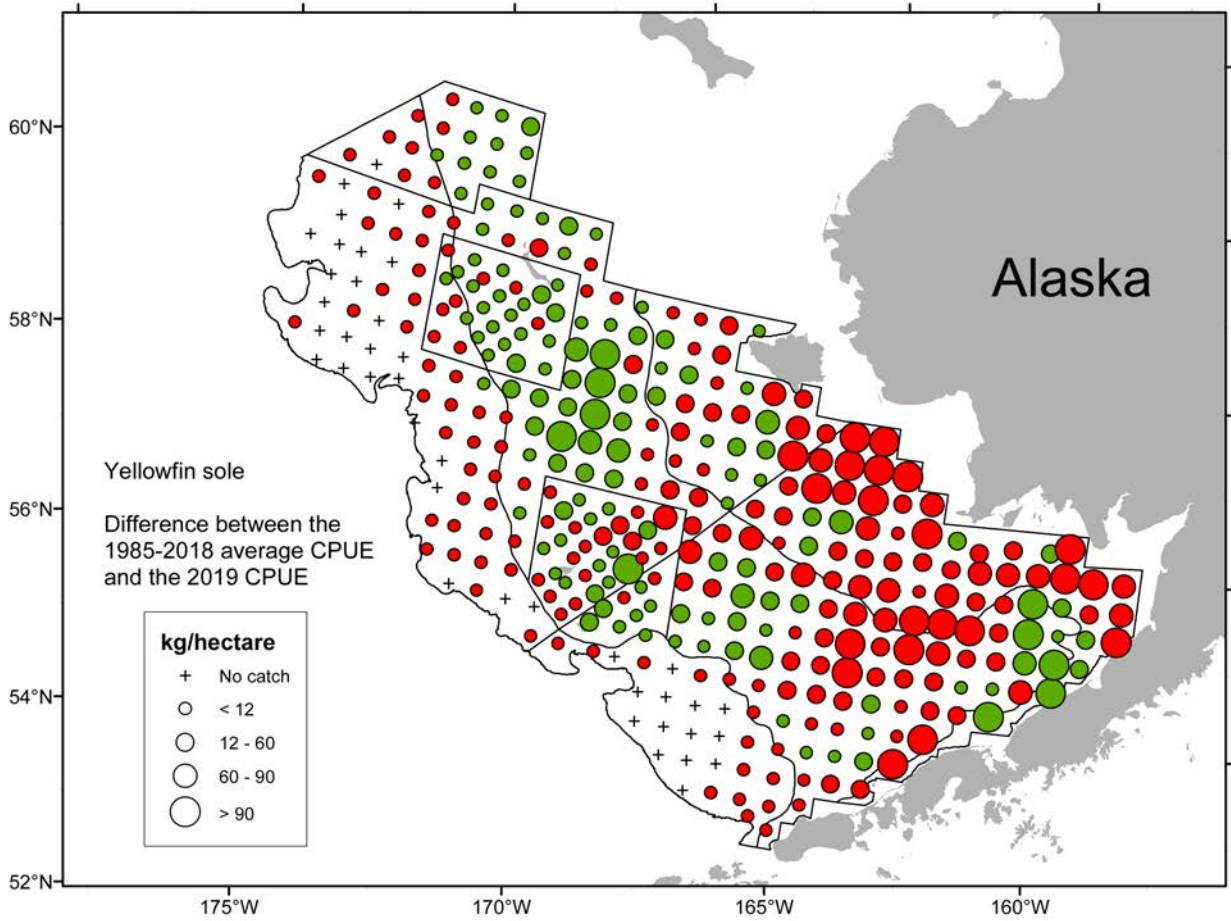 60°N
58°N
56°N
54°N
52°N
Alaska
Yellowfin sole
Difference between the
1985-2018 average CPUE
and the 2019 CPUE
kg/hectare
No catch
< 12
12 - 60
60 - 90
> 90
175°W
170°W
165°W
160°W